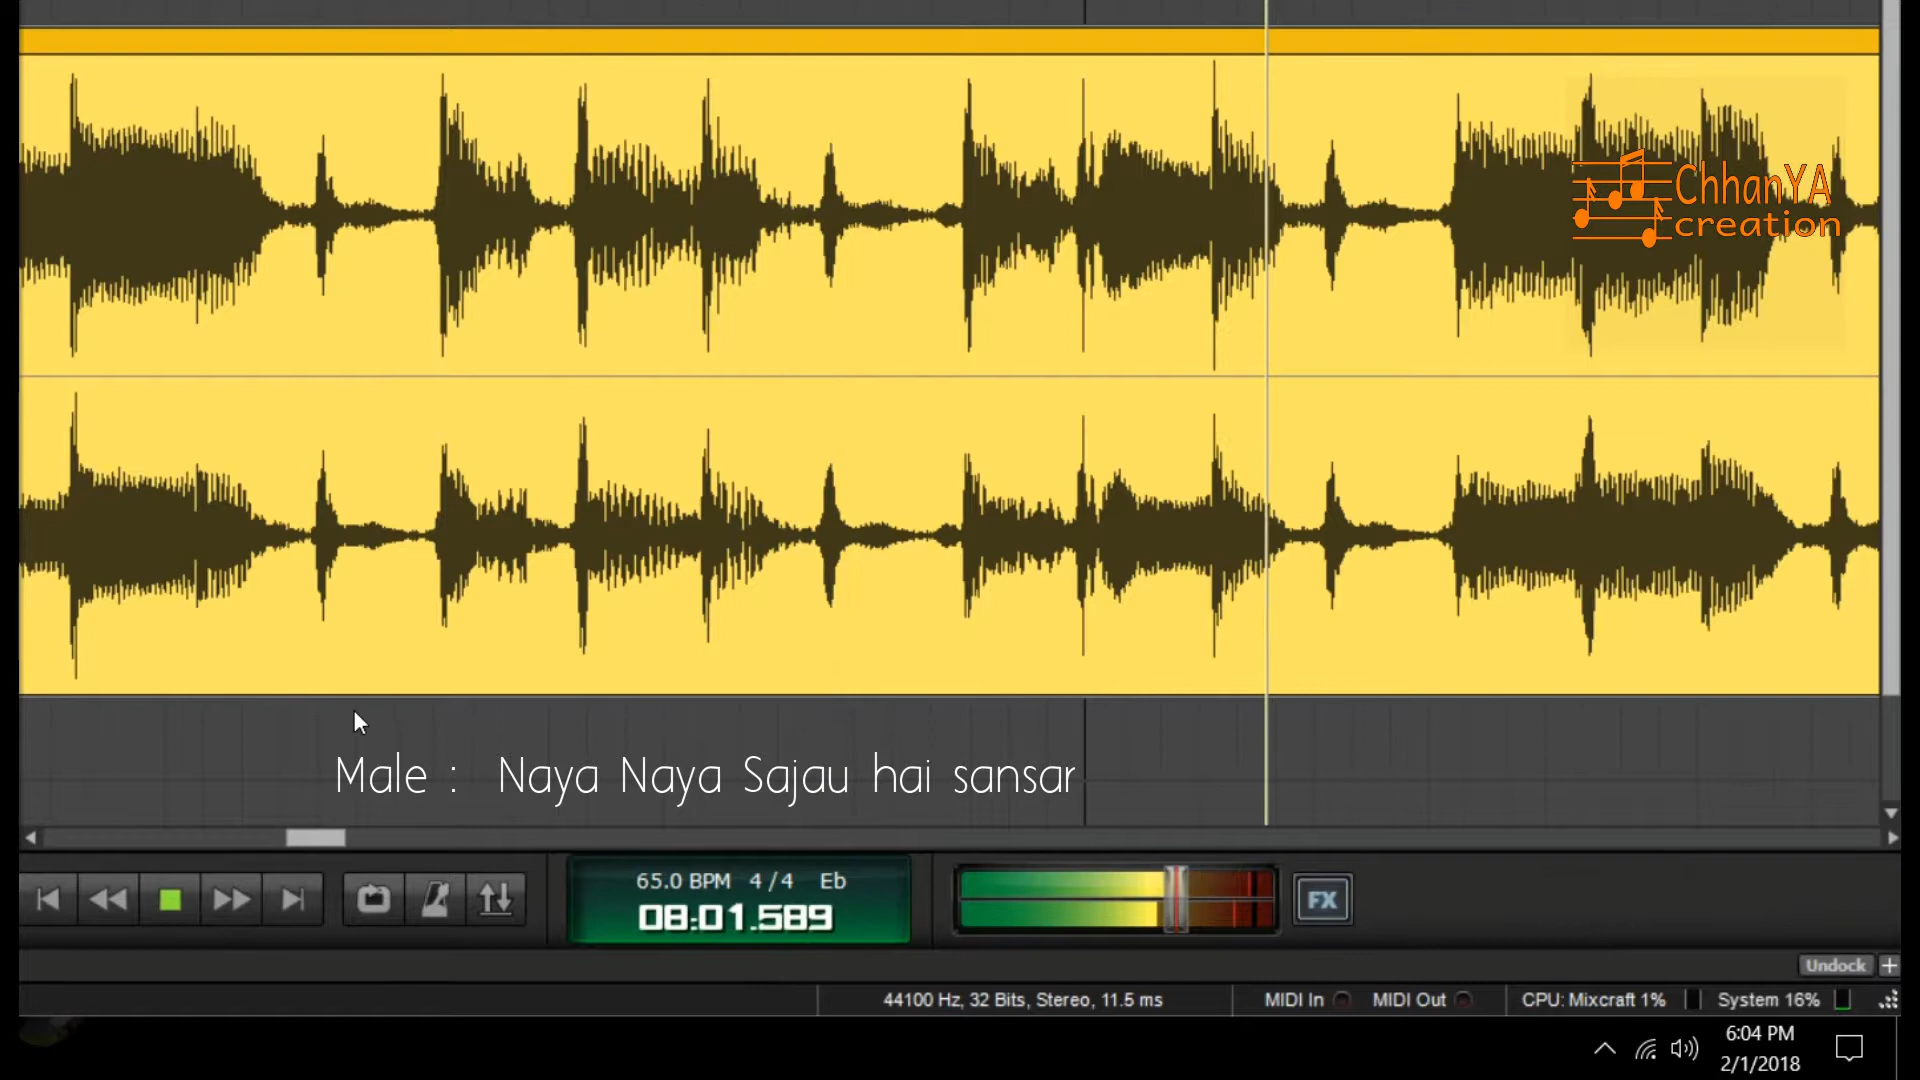 ChhanYA
creation
Male : Naya Naya Sajau hai sansar
65.0 BPM 4/4 Eb
08:01.589
FX
Undock
44100 Hz, 32 Bits, Stereo, 11.5 ms
MIDI In MIDI Out CPU: Mixcraft 1% System 16%
6:04 PM
2/1/2018